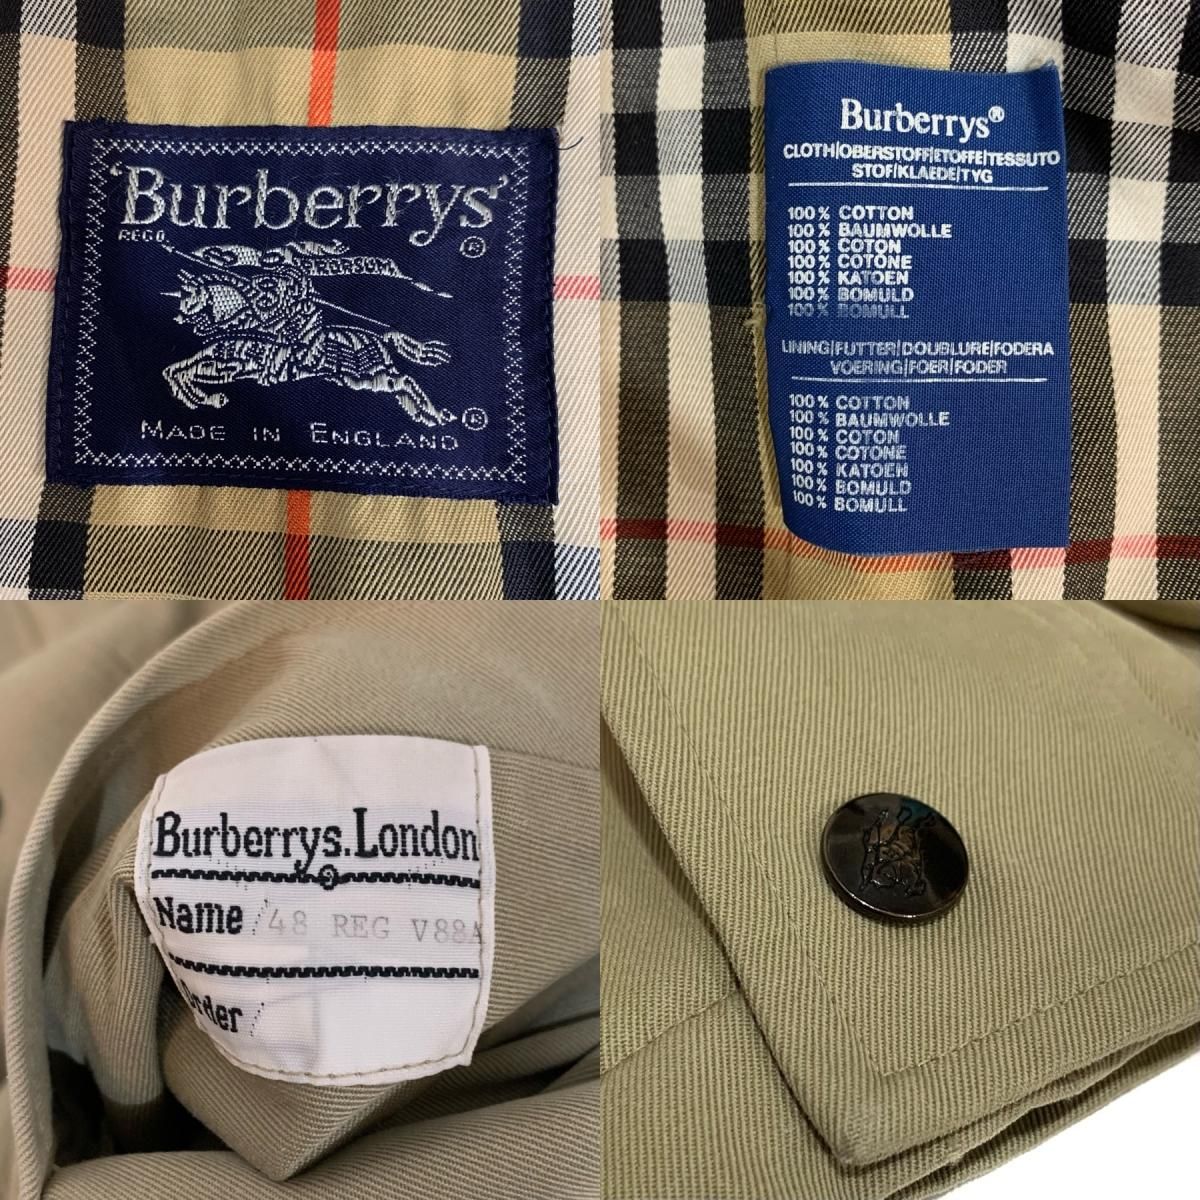 'Burberrys'
REGD.
®
PRORSUM
®
MADE IN ENGLAND
Burberrys®
CLOTH/OBERSTOFF/ETOFFE/TESSUTO
STOF/KLAEDE/TYG
100% COTTON
100% BAUMWOLLE
100% COTON
100% COTONE
100% KATOEN
100% BOMULD
100% BOMULL
LINING/FUTTER/DOUBLURE/FODERA
VOERING/FOER/FODER
100% COTTON
100% BAUMWOLLE
100% COTON
100% COTONE
100% KATOEN
100% BOMULD
100% BOMULL
Burberrys.London
Name /48 REG V88A
Order /